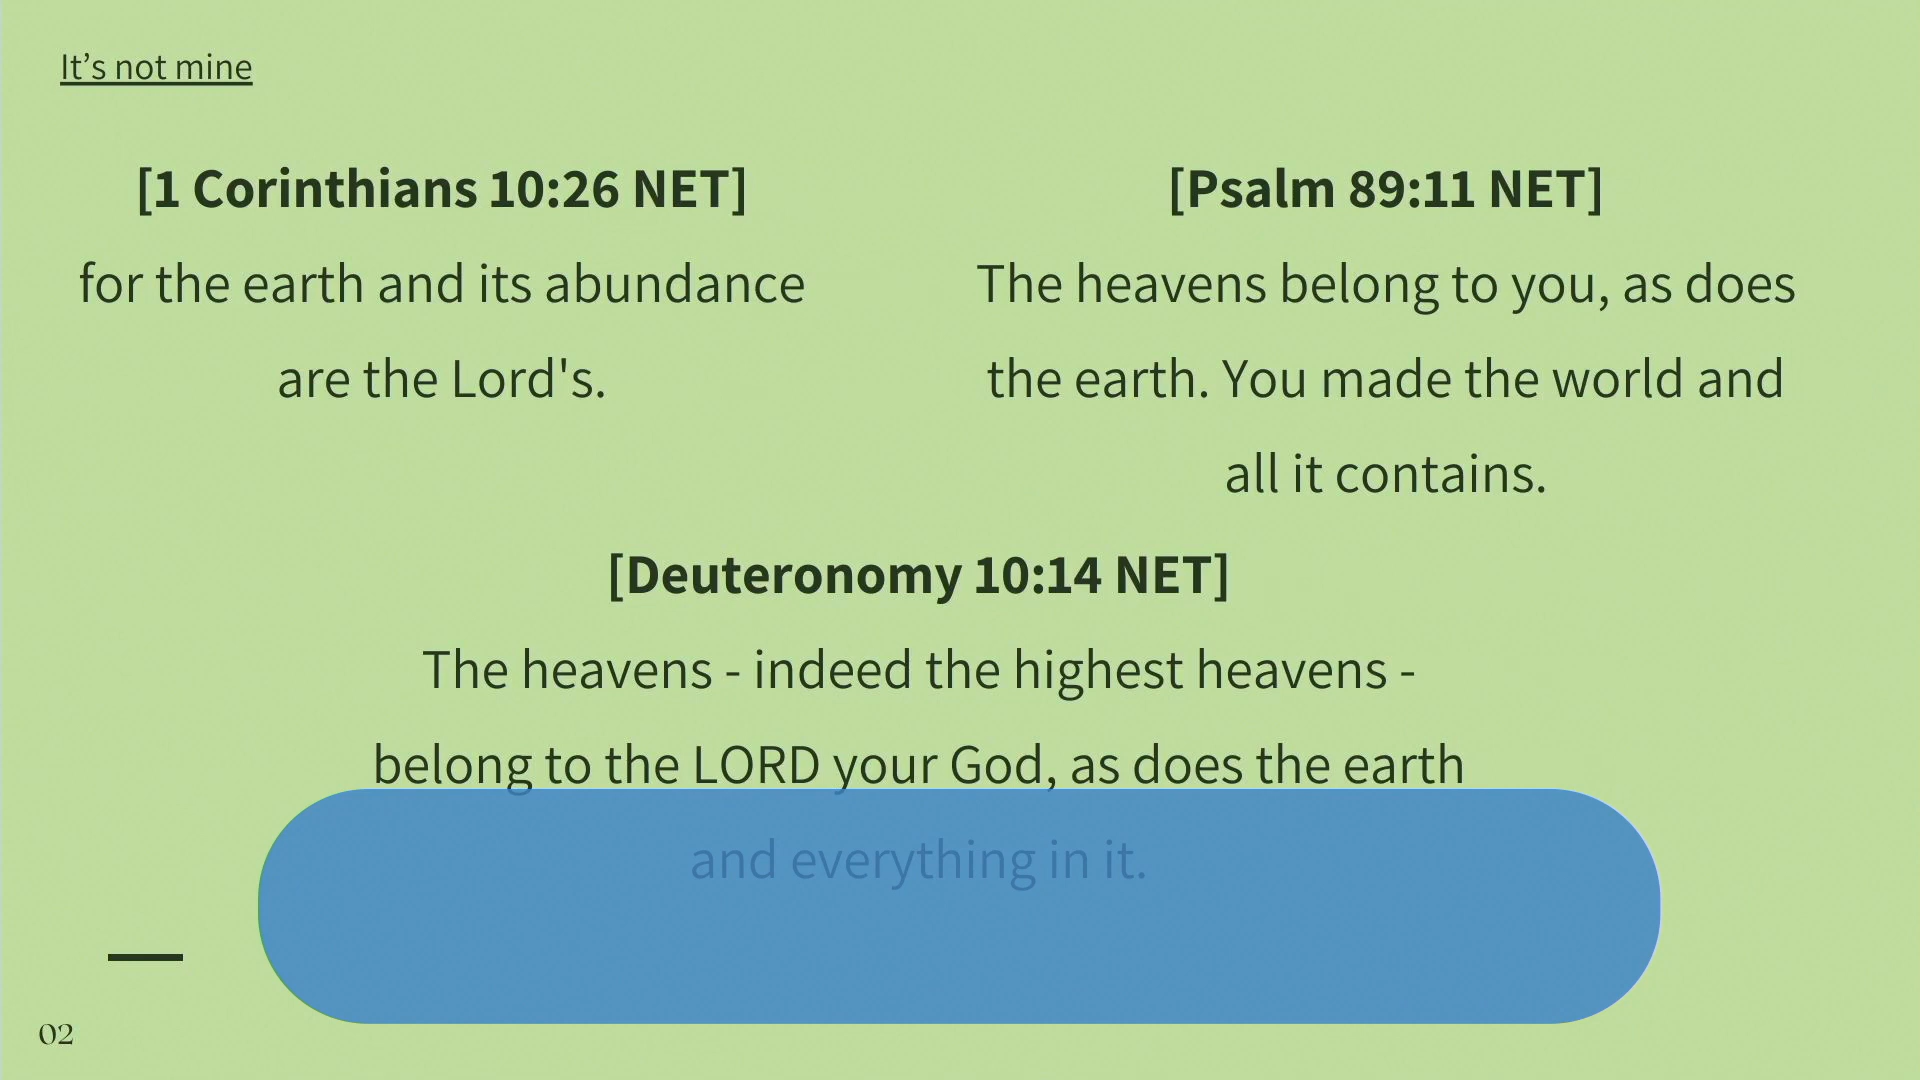 It’s not mine
[1 Corinthians 10:26 NET]
for the earth and its abundance
are the Lord's.
[Psalm 89:11 NET]
The heavens belong to you, as does
the earth. You made the world and
all it contains.
[Deuteronomy 10:14 NET]
The heavens - indeed the highest heavens -
belong to the LORD your God, as does the earth
and everything in it.
02